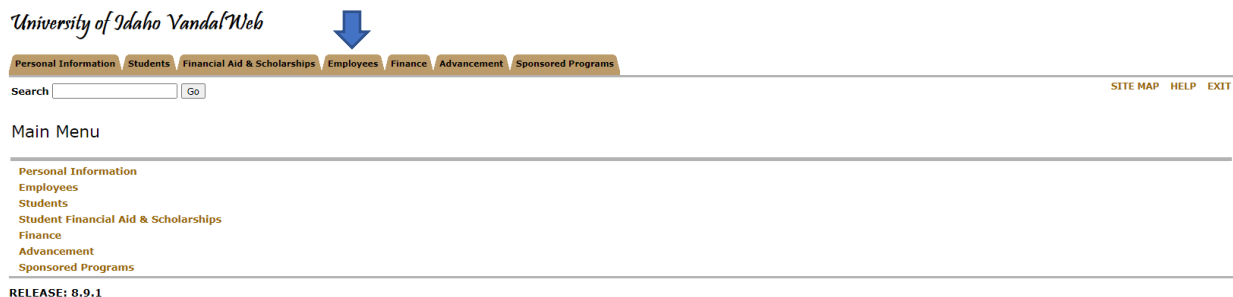 University of Idaho VandalWeb
Personal Information Students Financial Aid & Scholarships Employees Finance Advancement Sponsored Programs
Search Go SITE MAP HELP EXIT
Main Menu
Personal Information
Employees
Students
Student Financial Aid & Scholarships
Finance
Advancement
Sponsored Programs
RELEASE: 8.9.1